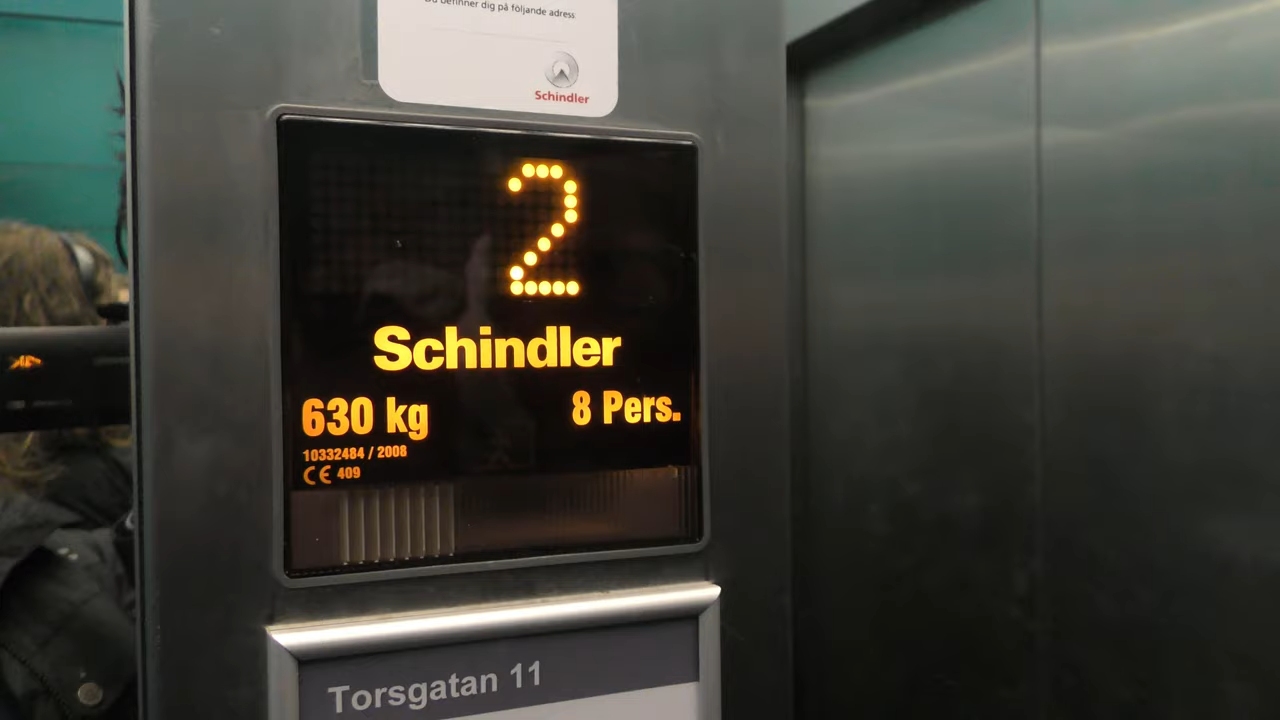 Du befinner dig på följande adress:
Schindler
2
Schindler
630 kg
8 Pers.
10332484 / 2008
CE 409
Torsgatan 11